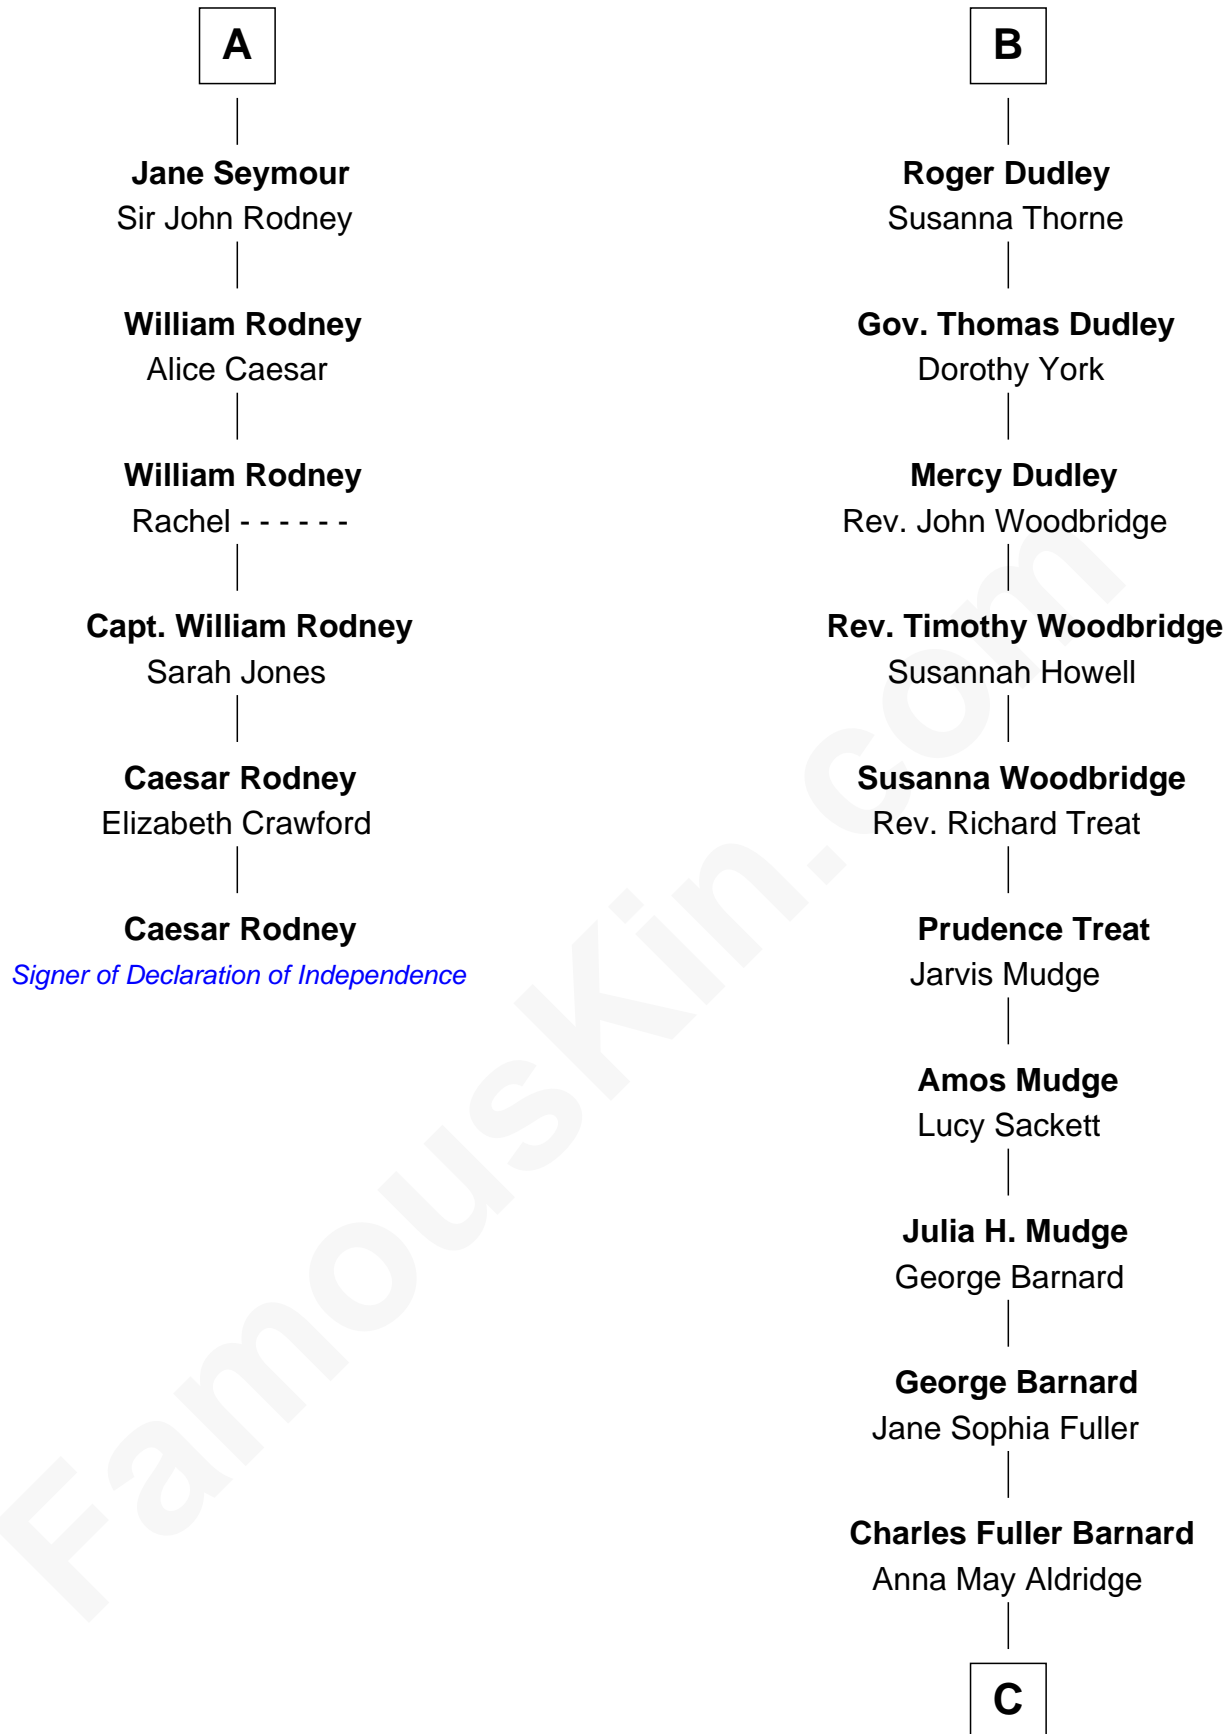 A
Jane Seymour
Sir John Rodney
William Rodney
Alice Caesar
William Rodney
Rachel - - - - - -
Capt. William Rodney
Sarah Jones
Caesar Rodney
Elizabeth Crawford
Caesar Rodney
Signer of Declaration of Independence
B
Roger Dudley
Susanna Thorne
Gov. Thomas Dudley
Dorothy York
Mercy Dudley
Rev. John Woodbridge
Rev. Timothy Woodbridge
Susannah Howell
Susanna Woodbridge
Rev. Richard Treat
Prudence Treat
Jarvis Mudge
Amos Mudge
Lucy Sackett
Julia H. Mudge
George Barnard
George Barnard
Jane Sophia Fuller
Charles Fuller Barnard
Anna May Aldridge
C
FamousKin.com